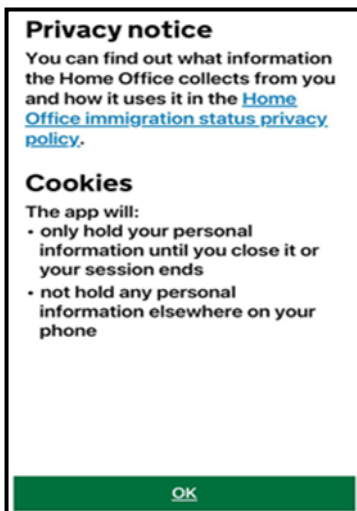 Privacy notice
You can find out what information
the Home Office collects from you
and how it uses it in the Home
Office immigration status privacy
policy.
Cookies
The app will:
• only hold your personal
information until you close it or
your session ends
• not hold any personal
information elsewhere on your
phone
OK